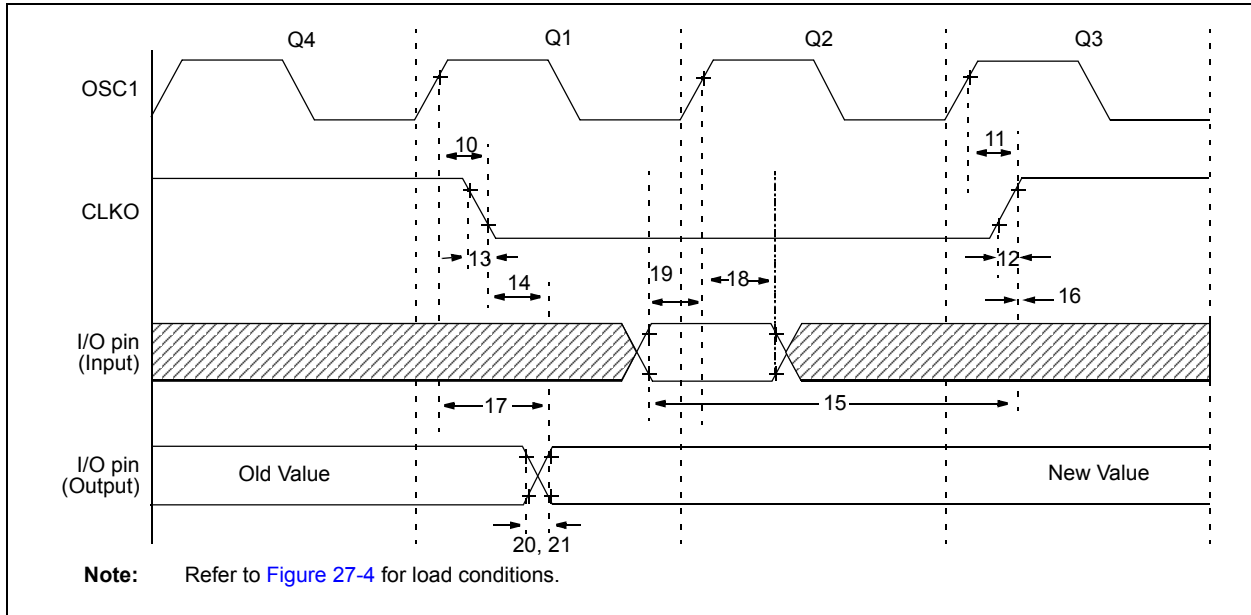 Q4 Q1 Q2 Q3
OSC1
10 11
CLKO
13 12
14 19 18 16
I/O pin
(Input)
17 15
I/O pin
(Output)
Old Value New Value
20, 21
Note: Refer to Figure 27-4 for load conditions.